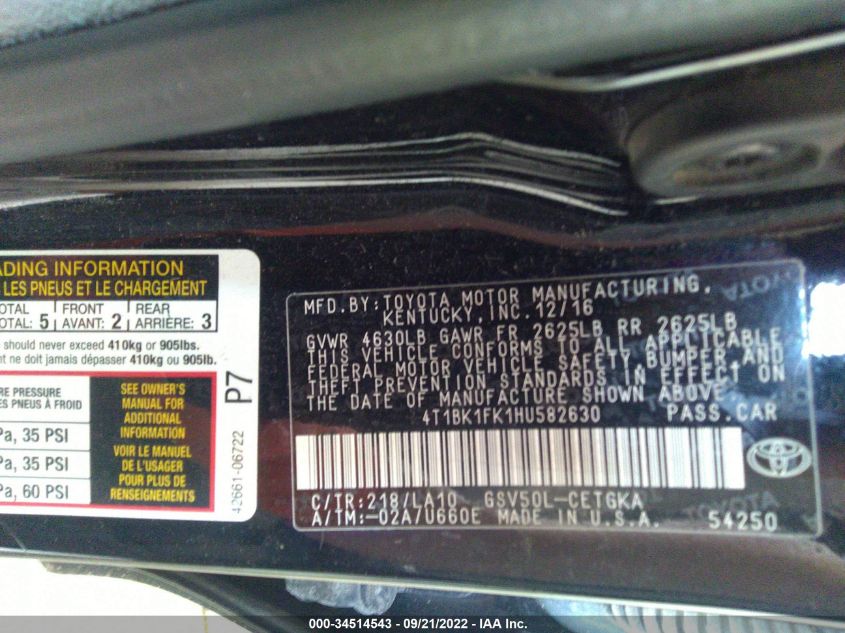 ADING INFORMATION
LES PNEUS ET LE CHARGEMENT
OTAL
OTAL: 5
FRONT
AVANT: 2
REAR
ARRIÈRE: 3
should never exceed 410kg or 905lbs.
nt ne doit jamais dépasser 410kg ou 905lb.
RE PRESSURE
ES PNEUS À FROID
Pa, 35 PSI
Pa, 35 PSI
Pa, 60 PSI
SEE OWNER'S
MANUAL FOR
ADDITIONAL
INFORMATION
VOIR LE MANUEL
DE L'USAGER
POUR PLUS DE
RENSEIGNEMENTS
P7
42661-06722
MFD.BY:TOYOTA MOTOR MANUFACTURING,
KENTUCKY, INC. 12/16
GVWR 4630LB GAWR FR 2625LB RR 2625LB
THIS VEHICLE CONFORMS TO ALL APPLICABLE
FEDERAL MOTOR VEHICLE SAFETY, BUMPER AND
THEFT PREVENTION STANDARDS IN EFFECT ON
THE DATE OF MANUFACTURE SHOWN ABOVE.
4T1BK1FK1HU582630 PASS.CAR
C/TR:218/LA10 GSV50L-CETGKA
A/TM:-02A/U660E MADE IN U.S.A. 54250
TOYOTA
000-34514543 - 09/21/2022 - IAA Inc.